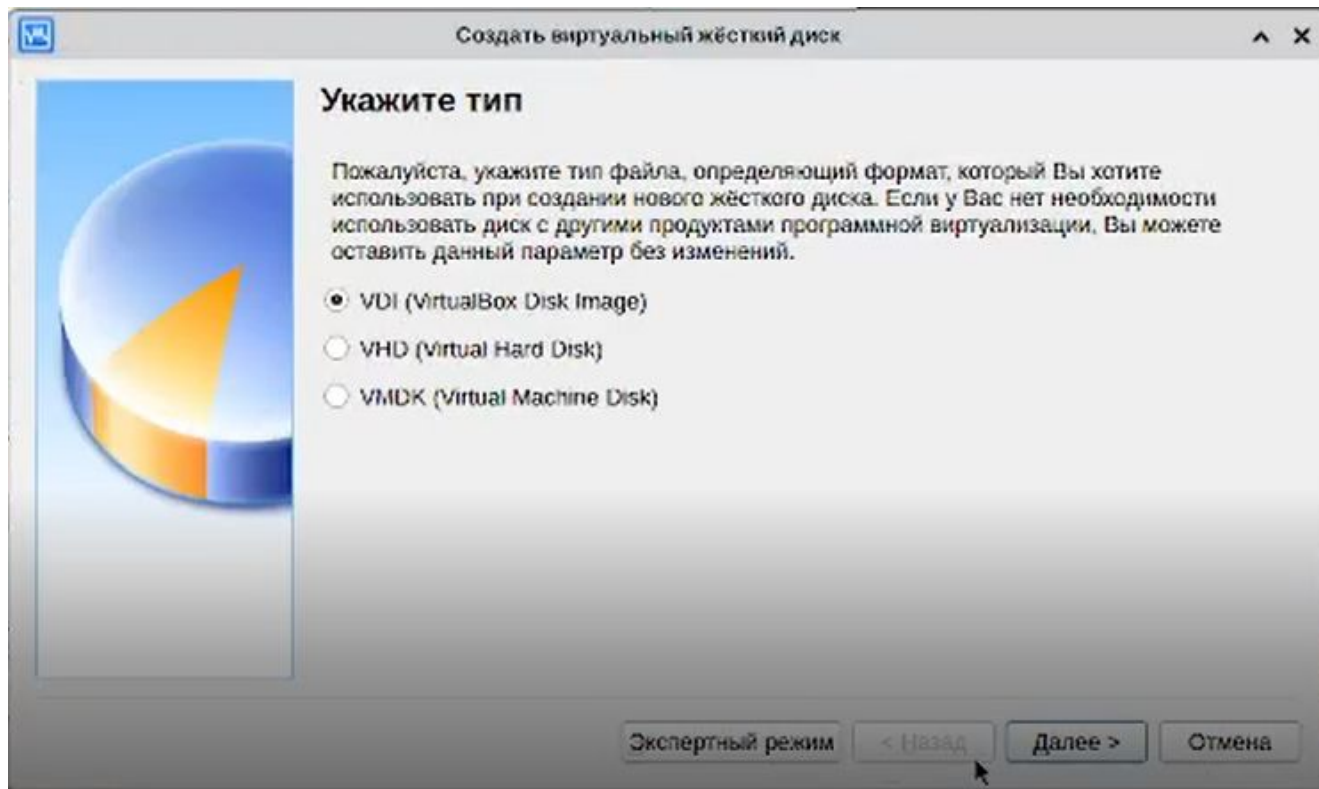 Создать виртуальный жёсткий диск
Укажите тип
Пожалуйста, укажите тип файла, определяющий формат, который Вы хотите
использовать при создании нового жёсткого диска. Если у Вас нет необходимости
использовать диск с другими продуктами программной виртуализации, Вы можете
оставить данный параметр без изменений.
VDI (VirtualBox Disk Image)
VHD (Virtual Hard Disk)
VMDK (Virtual Machine Disk)
Экспертный режим < Назад Далее > Отмена